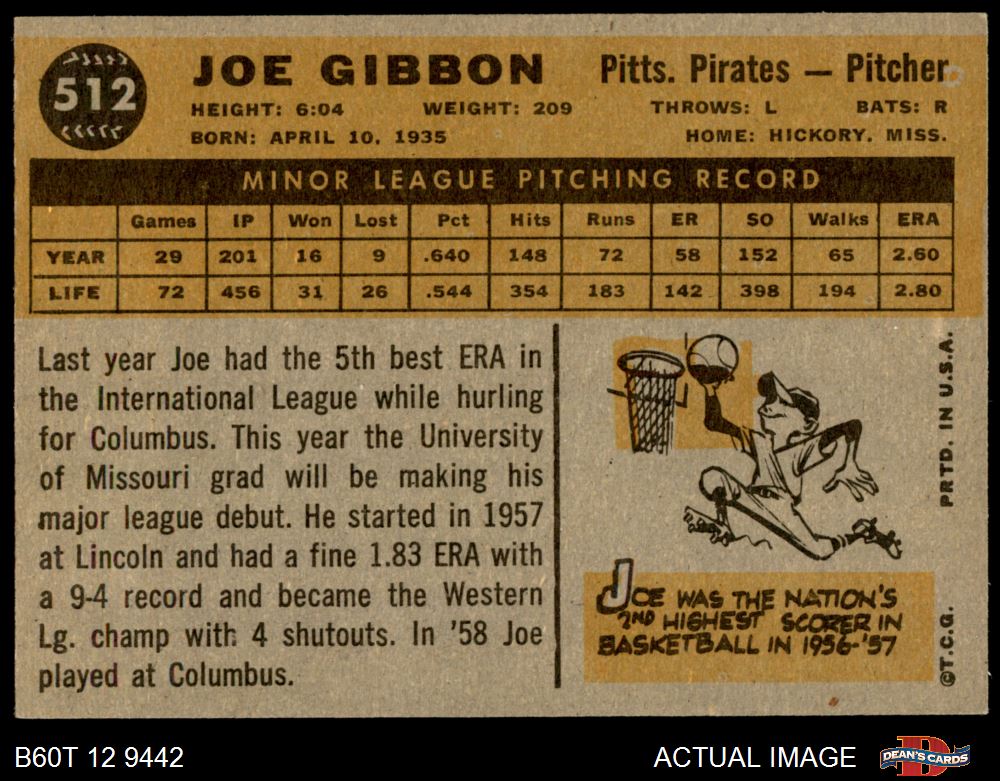 512
JOE GIBBON
Pitts. Pirates — Pitcher
HEIGHT: 6:04 WEIGHT: 209 THROWS: L BATS: R
BORN: APRIL 10, 1935 HOME: HICKORY, MISS.
MINOR LEAGUE PITCHING RECORD
Games IP Won Lost Pct Hits Runs ER SO Walks ERA
YEAR 29 201 16 9 .640 148 72 58 152 65 2.60
LIFE 72 456 31 26 .544 354 183 142 398 194 2.80
Last year Joe had the 5th best ERA in
the International League while hurling
for Columbus. This year the University
of Missouri grad will be making his
major league debut. He started in 1957
at Lincoln and had a fine 1.83 ERA with
a 9-4 record and became the Western
Lg. champ with 4 shutouts. In '58 Joe
played at Columbus.
JOE WAS THE NATION'S
2ND HIGHEST SCORER IN
BASKETBALL IN 1956-'57
PRTD. IN U.S.A.
©T.C.G.
B60T 12 9442
ACTUAL IMAGE
DEAN'S CARDS